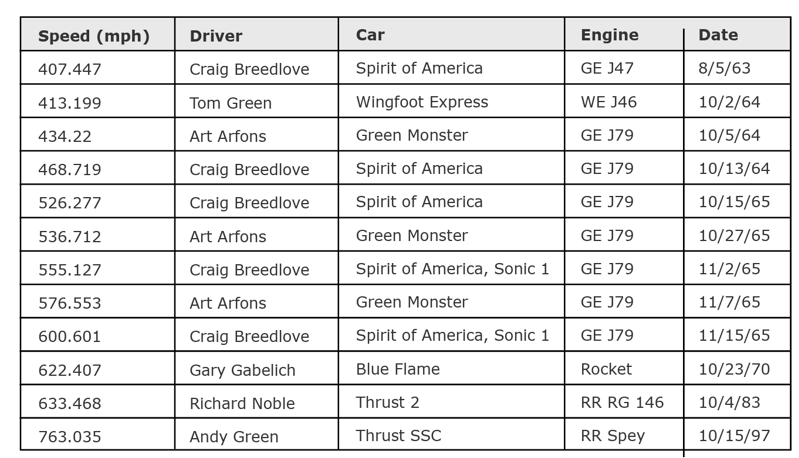 Speed (mph) Driver Car Engine Date
407.447 Craig Breedlove Spirit of America GE J47 8/5/63
413.199 Tom Green Wingfoot Express WE J46 10/2/64
434.22 Art Arfons Green Monster GE J79 10/5/64
468.719 Craig Breedlove Spirit of America GE J79 10/13/64
526.277 Craig Breedlove Spirit of America GE J79 10/15/65
536.712 Art Arfons Green Monster GE J79 10/27/65
555.127 Craig Breedlove Spirit of America, Sonic 1 GE J79 11/2/65
576.553 Art Arfons Green Monster GE J79 11/7/65
600.601 Craig Breedlove Spirit of America, Sonic 1 GE J79 11/15/65
622.407 Gary Gabelich Blue Flame Rocket 10/23/70
633.468 Richard Noble Thrust 2 RR RG 146 10/4/83
763.035 Andy Green Thrust SSC RR Spey 10/15/97